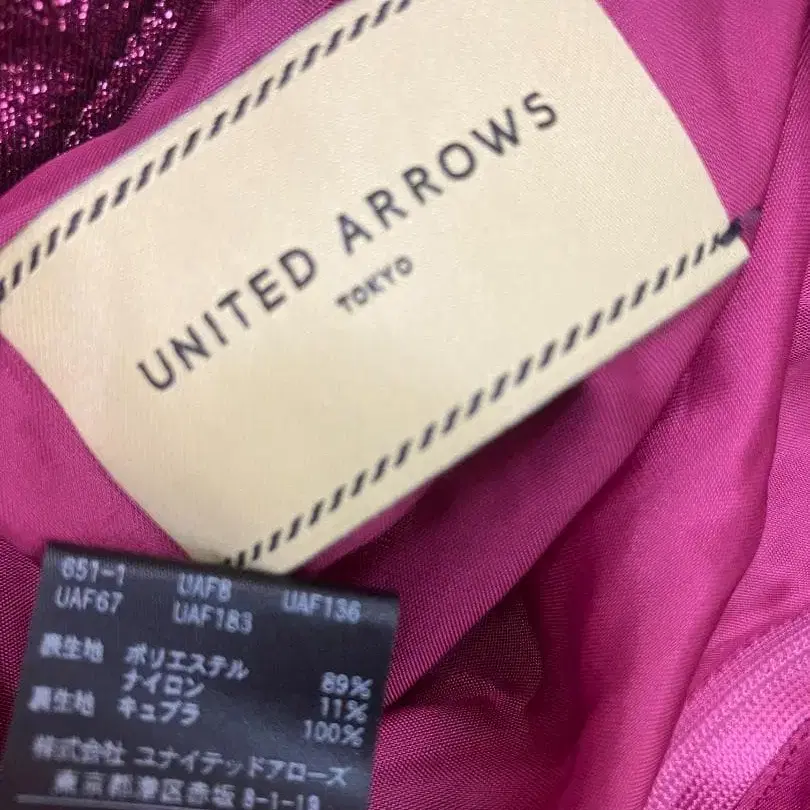 UNITED ARROWS
TOKYO
651-1 UAF8 UAF136
UAF67 UAF183
表生地 ポリエステル 89%
ナイロン 11%
裏生地 キュプラ 100%
株式会社 ユナイテッドアローズ
東京都港区赤坂 8-1-19